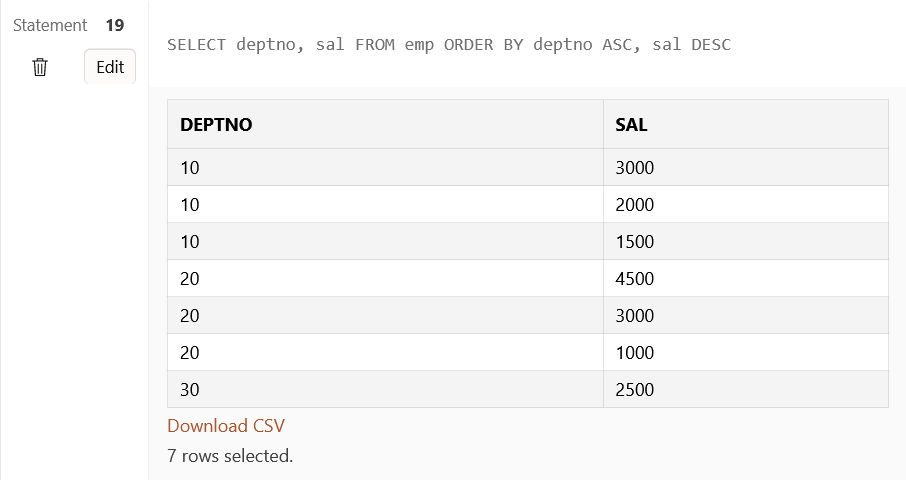 Statement 19
Edit
SELECT deptno, sal FROM emp ORDER BY deptno ASC, sal DESC
DEPTNO SAL
10 3000
10 2000
10 1500
20 4500
20 3000
20 1000
30 2500
Download CSV
7 rows selected.